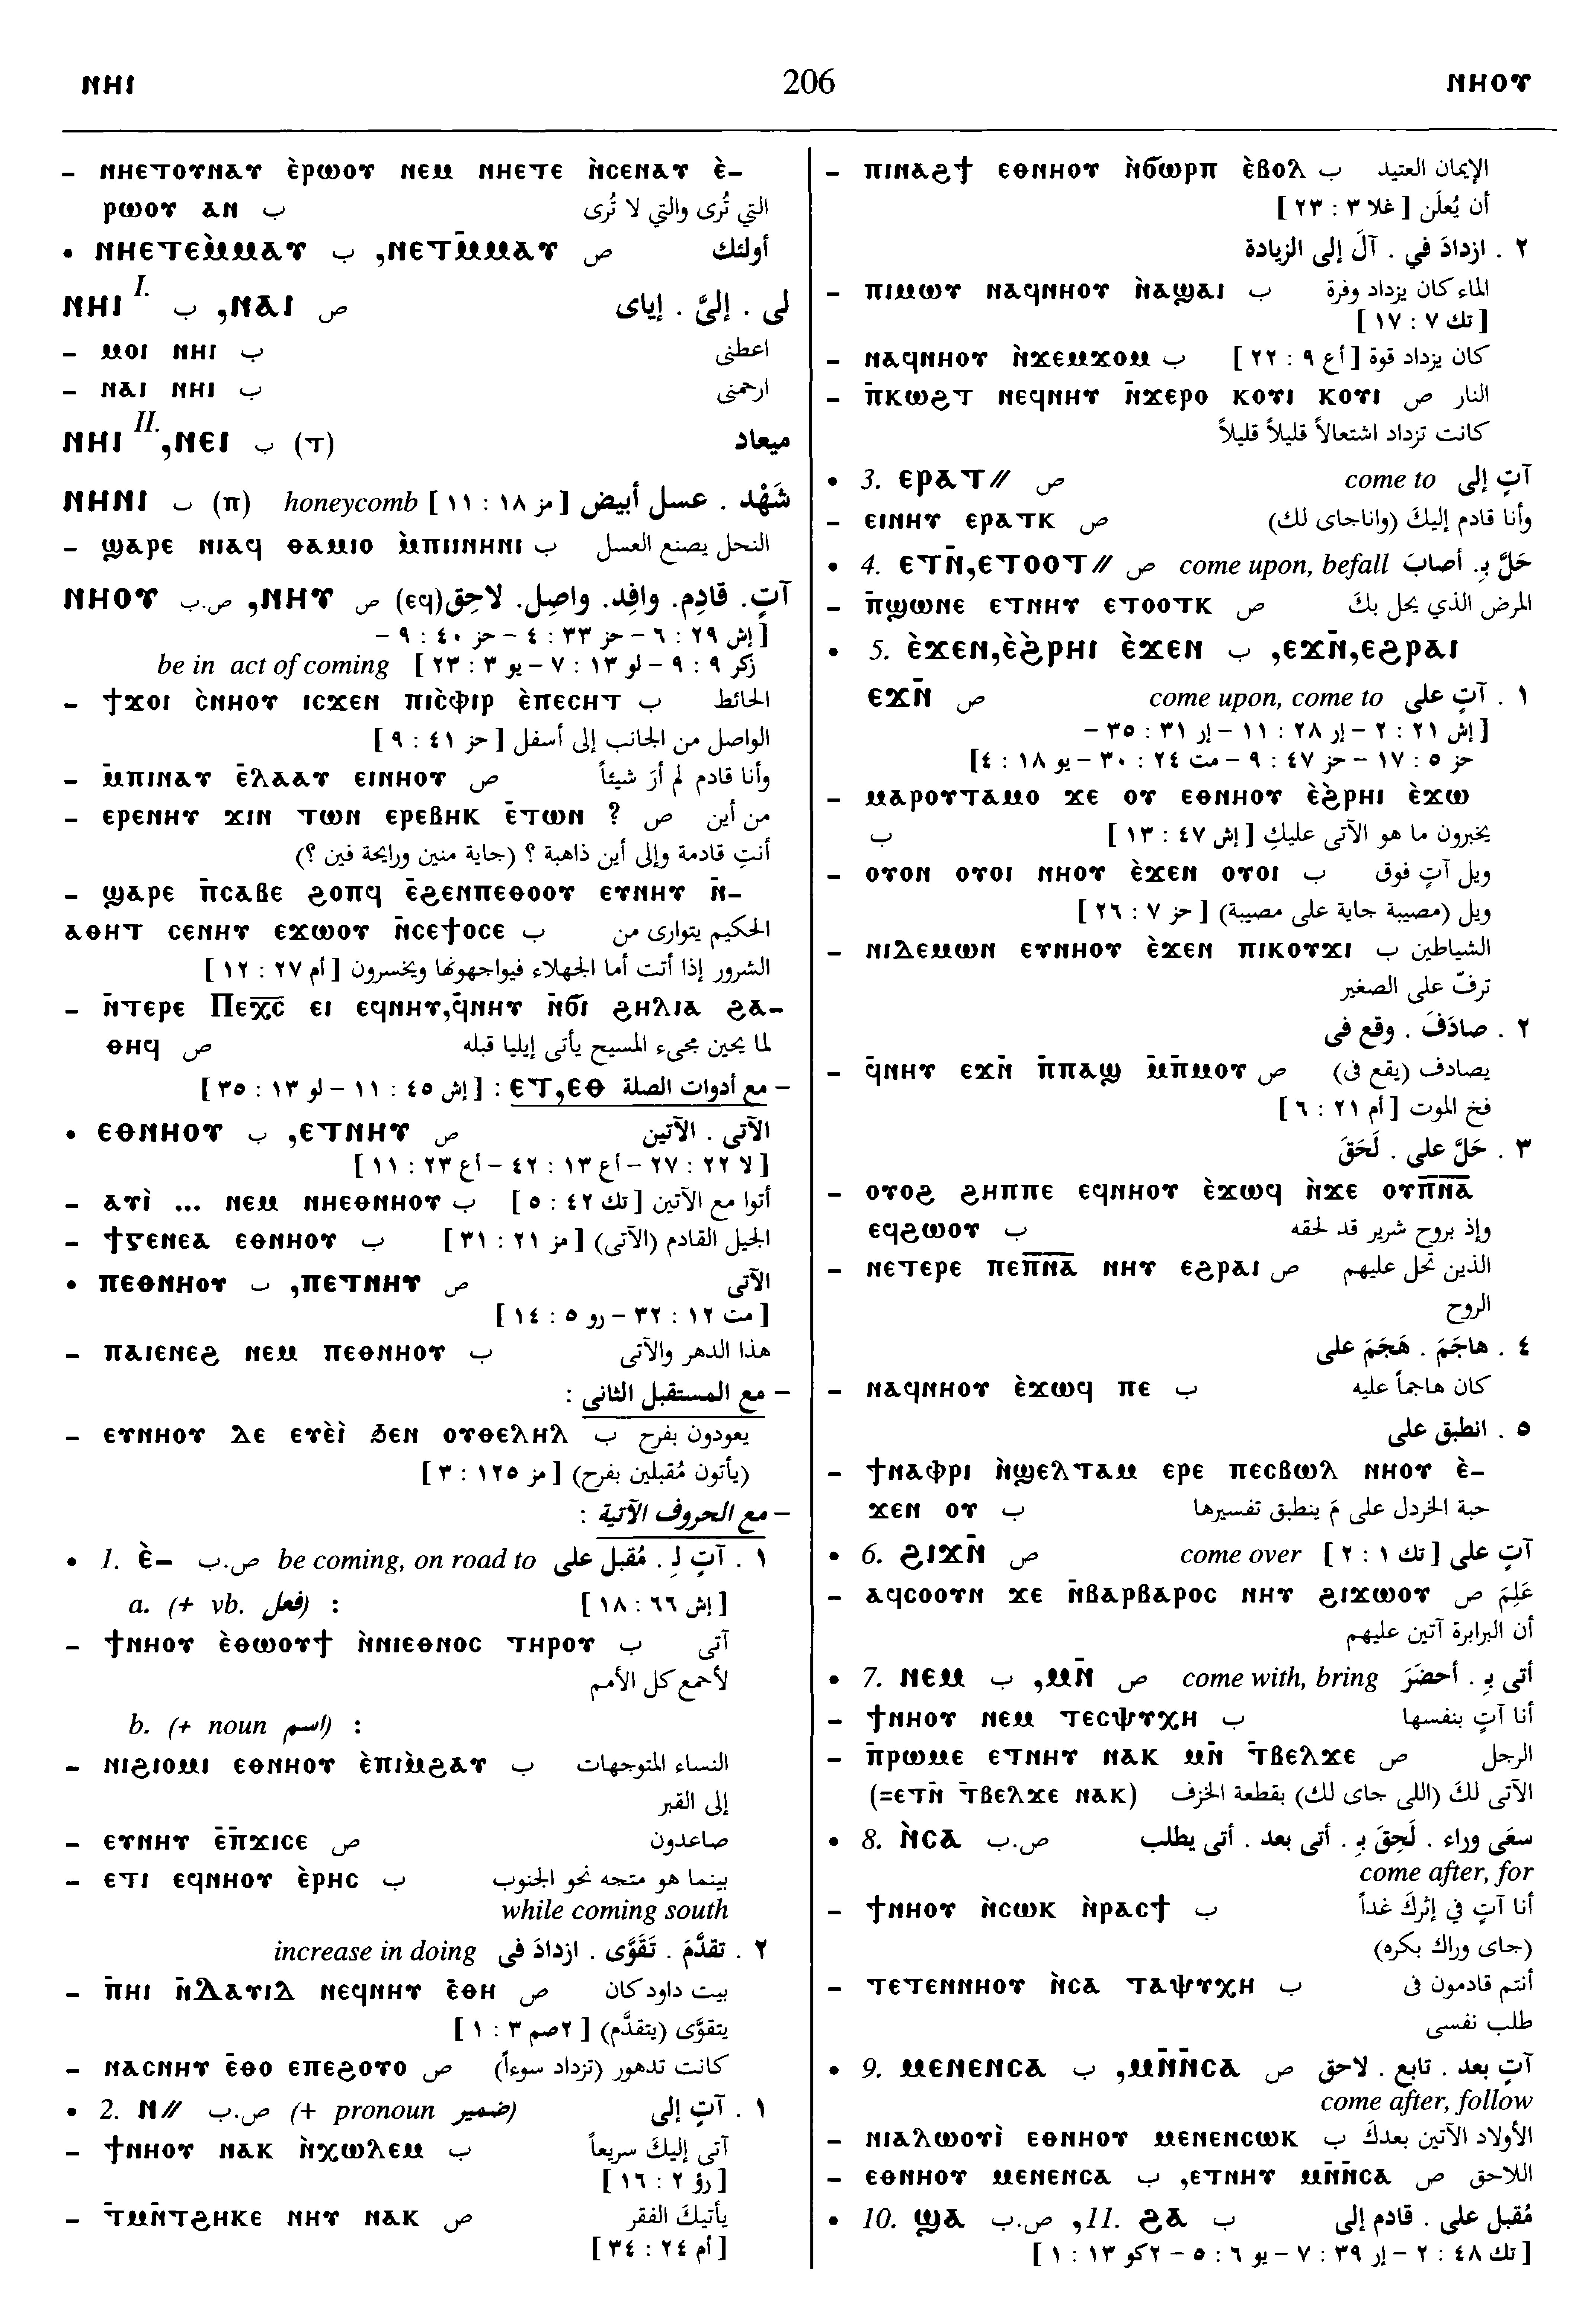 ⲛⲏⲓ 206 ⲛⲏⲟⲩ
– ⲛⲏⲉⲧⲟⲩⲛⲁⲩ ⲉ̀ⲣⲱⲟⲩ ⲛⲉⲙ ⲛⲏⲉⲧⲉ ⲛ̀ⲥⲉⲛⲁⲩ ⲉ̀–
ⲣⲱⲟⲩ ⲁⲛ ب التي تُرى والتي لا تُرى
• ⲛⲏⲉⲧⲉⲙ̀ⲙⲁⲩ ب ,ⲛⲉⲧⲙ̄ⲙⲁⲩ ص أولئك
ⲛⲏⲓ I. ب ,ⲛⲁⲓ ص لى . إلىَّ . إياى
– ⲙⲟⲓ ⲛⲏⲓ ب اعطنى
– ⲛⲁⲓ ⲛⲏⲓ ب ارحمنى
ⲛⲏⲓ II. ,ⲛⲉⲓ ب (ⲧ) ميعاد
ⲛⲏⲛⲓ ب (ⲡ) honeycomb [ مز ١٨ : ١١ ] شَهْد . عسل أبيض
– ϣⲁⲣⲉ ⲛⲓⲁϥ ⲑⲁⲙⲓⲟ ⲙ̀ⲡⲓⲛⲏⲛⲓ ب النحل يصنع العسل
ⲛⲏⲟⲩ ص.ب ,ⲛⲏⲩ ص (eq) آتٍ. قادِم. وافِد. واصِل. لاحِق
[ إش ٢٩ : ٦ – حز ٣٣ : ٤ – حز ٤٠ : ٩ –
be in act of coming [ زكر ٩ : ٩ – لو ١٣ : ٧ – يو ٣ : ٢٣ ]
– ϯϫⲟⲓ ⲉ̀ⲛⲏⲟⲩ ⲓⲥϫⲉⲛ ⲡⲓⲥ̀ⲫⲓⲣ ⲉ̀ⲡⲉⲥⲏⲧ ب الحائط
الواصل من الجانب إلى أسفل [ حز ٤١ : ٩ ]
– ⲙ̄ⲡⲓⲛⲁⲩ ⲉ̄ⲗⲁⲁⲩ ⲉⲓⲛⲏⲟⲩ ص وأنا قادم لم أرَ شيئاً
– ⲉⲣⲉⲛⲏⲩ ϫⲓⲛ ⲧⲱⲛ ⲉⲣⲉⲃⲏⲕ ⲉ̄ⲧⲱⲛ ? ص من أين
أنتِ قادمة وإلى أين ذاهبة ؟ (جاية منين ورايحة فين ؟)
– ϣⲁⲣⲉ ⲡ̄ⲥⲁⲃⲉ ϩⲟⲡϥ ⲉ̄ϩⲉⲛⲡⲉⲑⲟⲟⲩ ⲉⲩⲛⲏⲩ ⲛ̄–
ⲁⲑⲏⲧ ⲥⲉⲛⲏⲩ ⲉϫⲱⲟⲩ ⲛ̄ⲥⲉϯⲟⲥⲉ ب الحكيم يتوارى من
الشرور إذا أتت أما الجهلاء فيواجهونها ويخسرون [ أم ٢٧ : ١٢ ]
– ⲛ̄ⲧⲉⲣⲉ Ⲡⲉⲭ̄ⲥ̄ ⲉⲓ ⲉϥⲛⲏⲩ,ϥ̄ⲛⲏⲩ ⲛ̄ϭⲓ ϩⲏⲗⲓⲁ ϩⲁ–
ⲑⲏϥ ص لما يحين مجىء المسيح يأتى إيليا قبله
– مع أدوات الصلة ⲉⲧ,ⲉⲑ : [ إش ٤٥ : ١١ – لو ١٣ : ٣٥ ]
• ⲉⲑⲛⲏⲟⲩ ب ,ⲉⲧⲛⲏⲩ ص الآتى . الآتين
[ لا ٢٢ : ٢٧ – أع ١٣ : ٤٢ – أع ٢٣ : ١١ ]
– ⲁⲩⲓ̀ ... ⲛⲉⲙ ⲛⲏⲉⲑⲛⲏⲟⲩ ب أتوا مع الآتين [ تك ٤٢ : ٥ ]
– ϯⲅⲉⲛⲉⲁ ⲉⲑⲛⲏⲟⲩ ب الجيل القادم (الآتى) [ مز ٢١ : ٣١ ]
• ⲡⲉⲑⲛⲏⲟⲩ ب ,ⲡⲉⲧⲛⲏⲩ ص الآتى
[ مت ١٢ : ٣٢ – رو ٥ : ١٤ ]
– ⲡⲁⲓⲉⲛⲉϩ ⲛⲉⲙ ⲡⲉⲑⲛⲏⲟⲩ ب هذا الدهر والآتى
– مع المستقبل الثانى :
– ⲉⲩⲛⲏⲟⲩ ⲇⲉ ⲉⲩⲉ̀ⲓ̀ ϧⲉⲛ ⲟⲩⲑⲉⲗⲏⲗ ب يعودون بفرح
(يأتون مُقبلين بفرح) [ مز ١٢٥ : ٣ ]
– مع الحروف الآتية :
• 1. ⲉ̀– ص.ب be coming, on road to ١ . آتٍ لِـ . مُقبل على
a. (+ vb. فعل) : [ إش ٦٦ : ١٨ ]
– ϯⲛⲏⲟⲩ ⲉ̀ⲑⲱⲟⲩϯ ⲛ̀ⲛⲓⲉⲑⲛⲟⲥ ⲧⲏⲣⲟⲩ ب آتى
لأجمع كل الأمم
b. (+ noun اسم) :
– ⲛⲓϩⲓⲟⲙⲓ ⲉⲑⲛⲏⲟⲩ ⲉ̀ⲡⲓⲙ̀ϩⲁⲩ ب النساء المتوجهات
إلى القبر
– ⲉⲩⲛⲏⲩ ⲉ̄ⲡ̄ϫⲓⲥⲉ ص صاعدون
– ⲉⲧⲓ ⲉϥⲛⲏⲟⲩ ⲉ̀ⲣⲏⲥ ب بينما هو متجه نحو الجنوب
while coming south
increase in doing ٢ . تقدَّمَ . تَقَوَّى . ازدادَ فى
– ⲡ̄ⲏⲓ ⲛ̄Ⲇⲁⲩⲓⲇ ⲛⲉϥⲛⲏⲩ ⲉ̄ⲑⲏ ص بيت داود كان
يتقوَّى (يتقدَّم) [ ٢صم ٣ : ١ ]
– ⲛⲁⲥⲛⲏⲩ ⲉ̄ⲑⲟ ⲉⲡⲉϩⲟⲩⲟ ص كانت تدهور (تزداد سوءاً)
• 2. ⲛ// ص.ب (+ pronoun ضمير) ١ . آتٍ إلى
– ϯⲛⲏⲟⲩ ⲛⲁⲕ ⲛ̀ⲭⲱⲗⲉⲙ ب آتى إليكَ سريعاً
[ رؤ ٢ : ١٦ ]
– ⲧ̄ⲙⲛ̄ⲧϩⲏⲕⲉ ⲛⲏⲩ ⲛⲁⲕ ص يأتيكَ الفقر
[ أم ٢٤ : ٣٤ ]
– ⲡⲓⲛⲁϩϯ ⲉⲑⲛⲏⲟⲩ ⲛ̀ϭⲱⲣⲡ ⲉ̀ⲃⲟⲗ ب الإيمان العتيد
أن يُعلَن [ غلا ٣ : ٢٣ ]
٢ . ازدادَ في . آلَ إلى الزيادة
– ⲡⲓⲙⲱⲟⲩ ⲛⲁϥⲛⲏⲟⲩ ⲛ̀ⲁϣⲁⲓ ب الماء كان يزداد وفرة
[ تك ٧ : ١٧ ]
– ⲛⲁϥⲛⲏⲟⲩ ⲛ̀ϫⲉⲙϫⲟⲙ ب كان يزداد قوة [ أع ٩ : ٢٢ ]
– ⲡ̄ⲕⲱϩⲧ ⲛⲉϥⲛⲏⲩ ⲛ̄ϫⲉⲣⲟ ⲕⲟⲩⲓ ⲕⲟⲩⲓ ص النار
كانت تزداد اشتعالاً قليلاً قليلاً
• 3. ⲉⲣⲁⲧ// ص come to آتٍ إلى
– ⲉⲓⲛⲏⲩ ⲉⲣⲁⲧⲕ ص وأنا قادم إليكَ (واناجاى لك)
• 4. ⲉⲧⲛ̄,ⲉⲧⲟⲟⲧ// ص come upon, befall حَلَّ بِـ. أصابَ
– ⲡ̄ϣⲱⲛⲉ ⲉⲧⲛⲏⲩ ⲉⲧⲟⲟⲧⲕ ص المرض الذي يحل بك
• 5. ⲉ̀ϫⲉⲛ,ⲉ̀ϩⲣⲏⲓ ⲉ̀ϫⲉⲛ ب ,ⲉϫⲛ̄,ⲉϩⲣⲁⲓ
ⲉϫⲛ̄ ص come upon, come to ١ . آتٍ على
[ إش ٢١ : ٢ – إر ٢٨ : ١١ – إر ٣١ : ٣٥ –
حز ٥ : ١٧ – حز ٤٧ : ٩ – مت ٢٤ : ٣٠ – يو ١٨ : ٤]
– ⲙⲁⲣⲟⲩⲧⲁⲙⲟ ϫⲉ ⲟⲩ ⲉⲑⲛⲏⲟⲩ ⲉ̀ϩⲣⲏⲓ ⲉ̀ϫⲱ
ب يخبرون ما هو الآتى عليكِ [ إش ٤٧ : ١٣ ]
– ⲟⲩⲟⲛ ⲟⲩⲟⲓ ⲛⲏⲟⲩ ⲉ̀ϫⲉⲛ ⲟⲩⲟⲓ ب ويل آتٍ فوق
ويل (مصيبة جاية على مصيبة) [ حز ٧ : ٢٦ ]
– ⲛⲓⲇⲉⲙⲱⲛ ⲉⲩⲛⲏⲟⲩ ⲉ̀ϫⲉⲛ ⲡⲓⲕⲟⲩϫⲓ ب الشياطين
ترفّ على الصغير
٢ . صادَفَ . وقع فى
– ϥ̄ⲛⲏⲩ ⲉϫⲛ̄ ⲡ̄ⲡⲁϣ ⲙ̄ⲡ̄ⲙⲟⲩ ص يصادف (يقع فى)
فخ الموت [ أم ٢١ : ٦ ]
٣ . حَلَّ على . لَحَقَ
– ⲟⲩⲟϩ ϩⲏⲡⲡⲉ ⲉϥⲛⲏⲟⲩ ⲉ̀ϫⲱϥ ⲛ̀ϫⲉ ⲟⲩⲡ̄ⲛ̄ⲁ̄
ⲉϥϩⲱⲟⲩ ب وإذ بروح شرير قد لحقه
– ⲛⲉⲧⲉⲣⲉ ⲡⲉⲡ̄ⲛ̄ⲁ̄ ⲛⲏⲩ ⲉϩⲣⲁⲓ ص الذين تحل عليهم
الروح
٤ . هاجَمَ . هَجَمَ على
– ⲛⲁϥⲛⲏⲟⲩ ⲉ̀ϫⲱϥ ⲡⲉ ب كان هاجماً عليه
٥ . انطبق على
– ϯⲛⲁⲫⲣⲓ ⲛ̀ϣⲉⲗⲧⲁⲙ ⲉⲣⲉ ⲡⲉⲥⲃⲱⲗ ⲛⲏⲟⲩ ⲉ̀–
ϫⲉⲛ ⲟⲩ ب حبة الخردل على مَ ينطبق تفسيرها
• 6. ϩⲓϫⲛ̄ ص come over [ تك ١ : ٢ ] آتٍ على
– ⲁϥⲥⲟⲟⲩⲛ ϫⲉ ⲛ̄ⲃⲁⲣⲃⲁⲣⲟⲥ ⲛⲏⲩ ϩⲓϫⲱⲟⲩ ص عَلِمَ
أن البرابرة آتين عليهم
• 7. ⲛⲉⲙ ب ,ⲙⲛ̄ ص come with, bring أتى بِـ . أحضَرَ
– ϯⲛⲏⲟⲩ ⲛⲉⲙ ⲧⲉⲥⲯⲩⲭⲏ ب أنا آتٍ بنفسها
– ⲡ̄ⲣⲱⲙⲉ ⲉⲧⲛⲏⲩ ⲛⲁⲕ ⲙⲛ̄ ⲧ̄ⲃⲉⲗϫⲉ ص الرجل
(=ⲉⲧⲛ̄ ⲧ̄ⲃⲉⲗϫⲉ ⲛⲁⲕ) الآتى لكَ (اللى جاى لك) بقطعة الخزف
• 8. ⲛ̀ⲥⲁ ص.ب سعَى وراء . لَحِقَ بِـ . أتى بعد . أتى يطلب
come after, for
– ϯⲛⲏⲟⲩ ⲛ̀ⲥⲱⲕ ⲛ̀ⲣⲁⲥϯ ب أنا آتٍ في إثركَ غداً
(جاى وراك بكره)
– ⲧⲉⲧⲉⲛⲛⲏⲟⲩ ⲛ̀ⲥⲁ ⲧⲁⲯⲩⲭⲏ ب أنتم قادمون فى
طلب نفسى
• 9. ⲙⲉⲛⲉⲛⲥⲁ ب ,ⲙⲛ̄ⲛ̄ⲥⲁ ص آتٍ بعد . تابع . لاحق
come after, follow
– ⲛⲓⲁⲗⲱⲟⲩⲓ̀ ⲉⲑⲛⲏⲟⲩ ⲙⲉⲛⲉⲛⲥⲱⲕ ب الأولاد الآتين بعدكَ
– ⲉⲑⲛⲏⲟⲩ ⲙⲉⲛⲉⲛⲥⲁ ب ,ⲉⲧⲛⲏⲩ ⲙⲛ̄ⲛ̄ⲥⲁ ص اللاحق
• 10. ϣⲁ ص.ب ,11. ϩⲁ ب مُقبل على . قادم إلى
[ تك ٤٨ : ٢ – إر ٣٩ : ٧ – يو ٦ : ٥ – ٢كو ١٣ : ١ ]